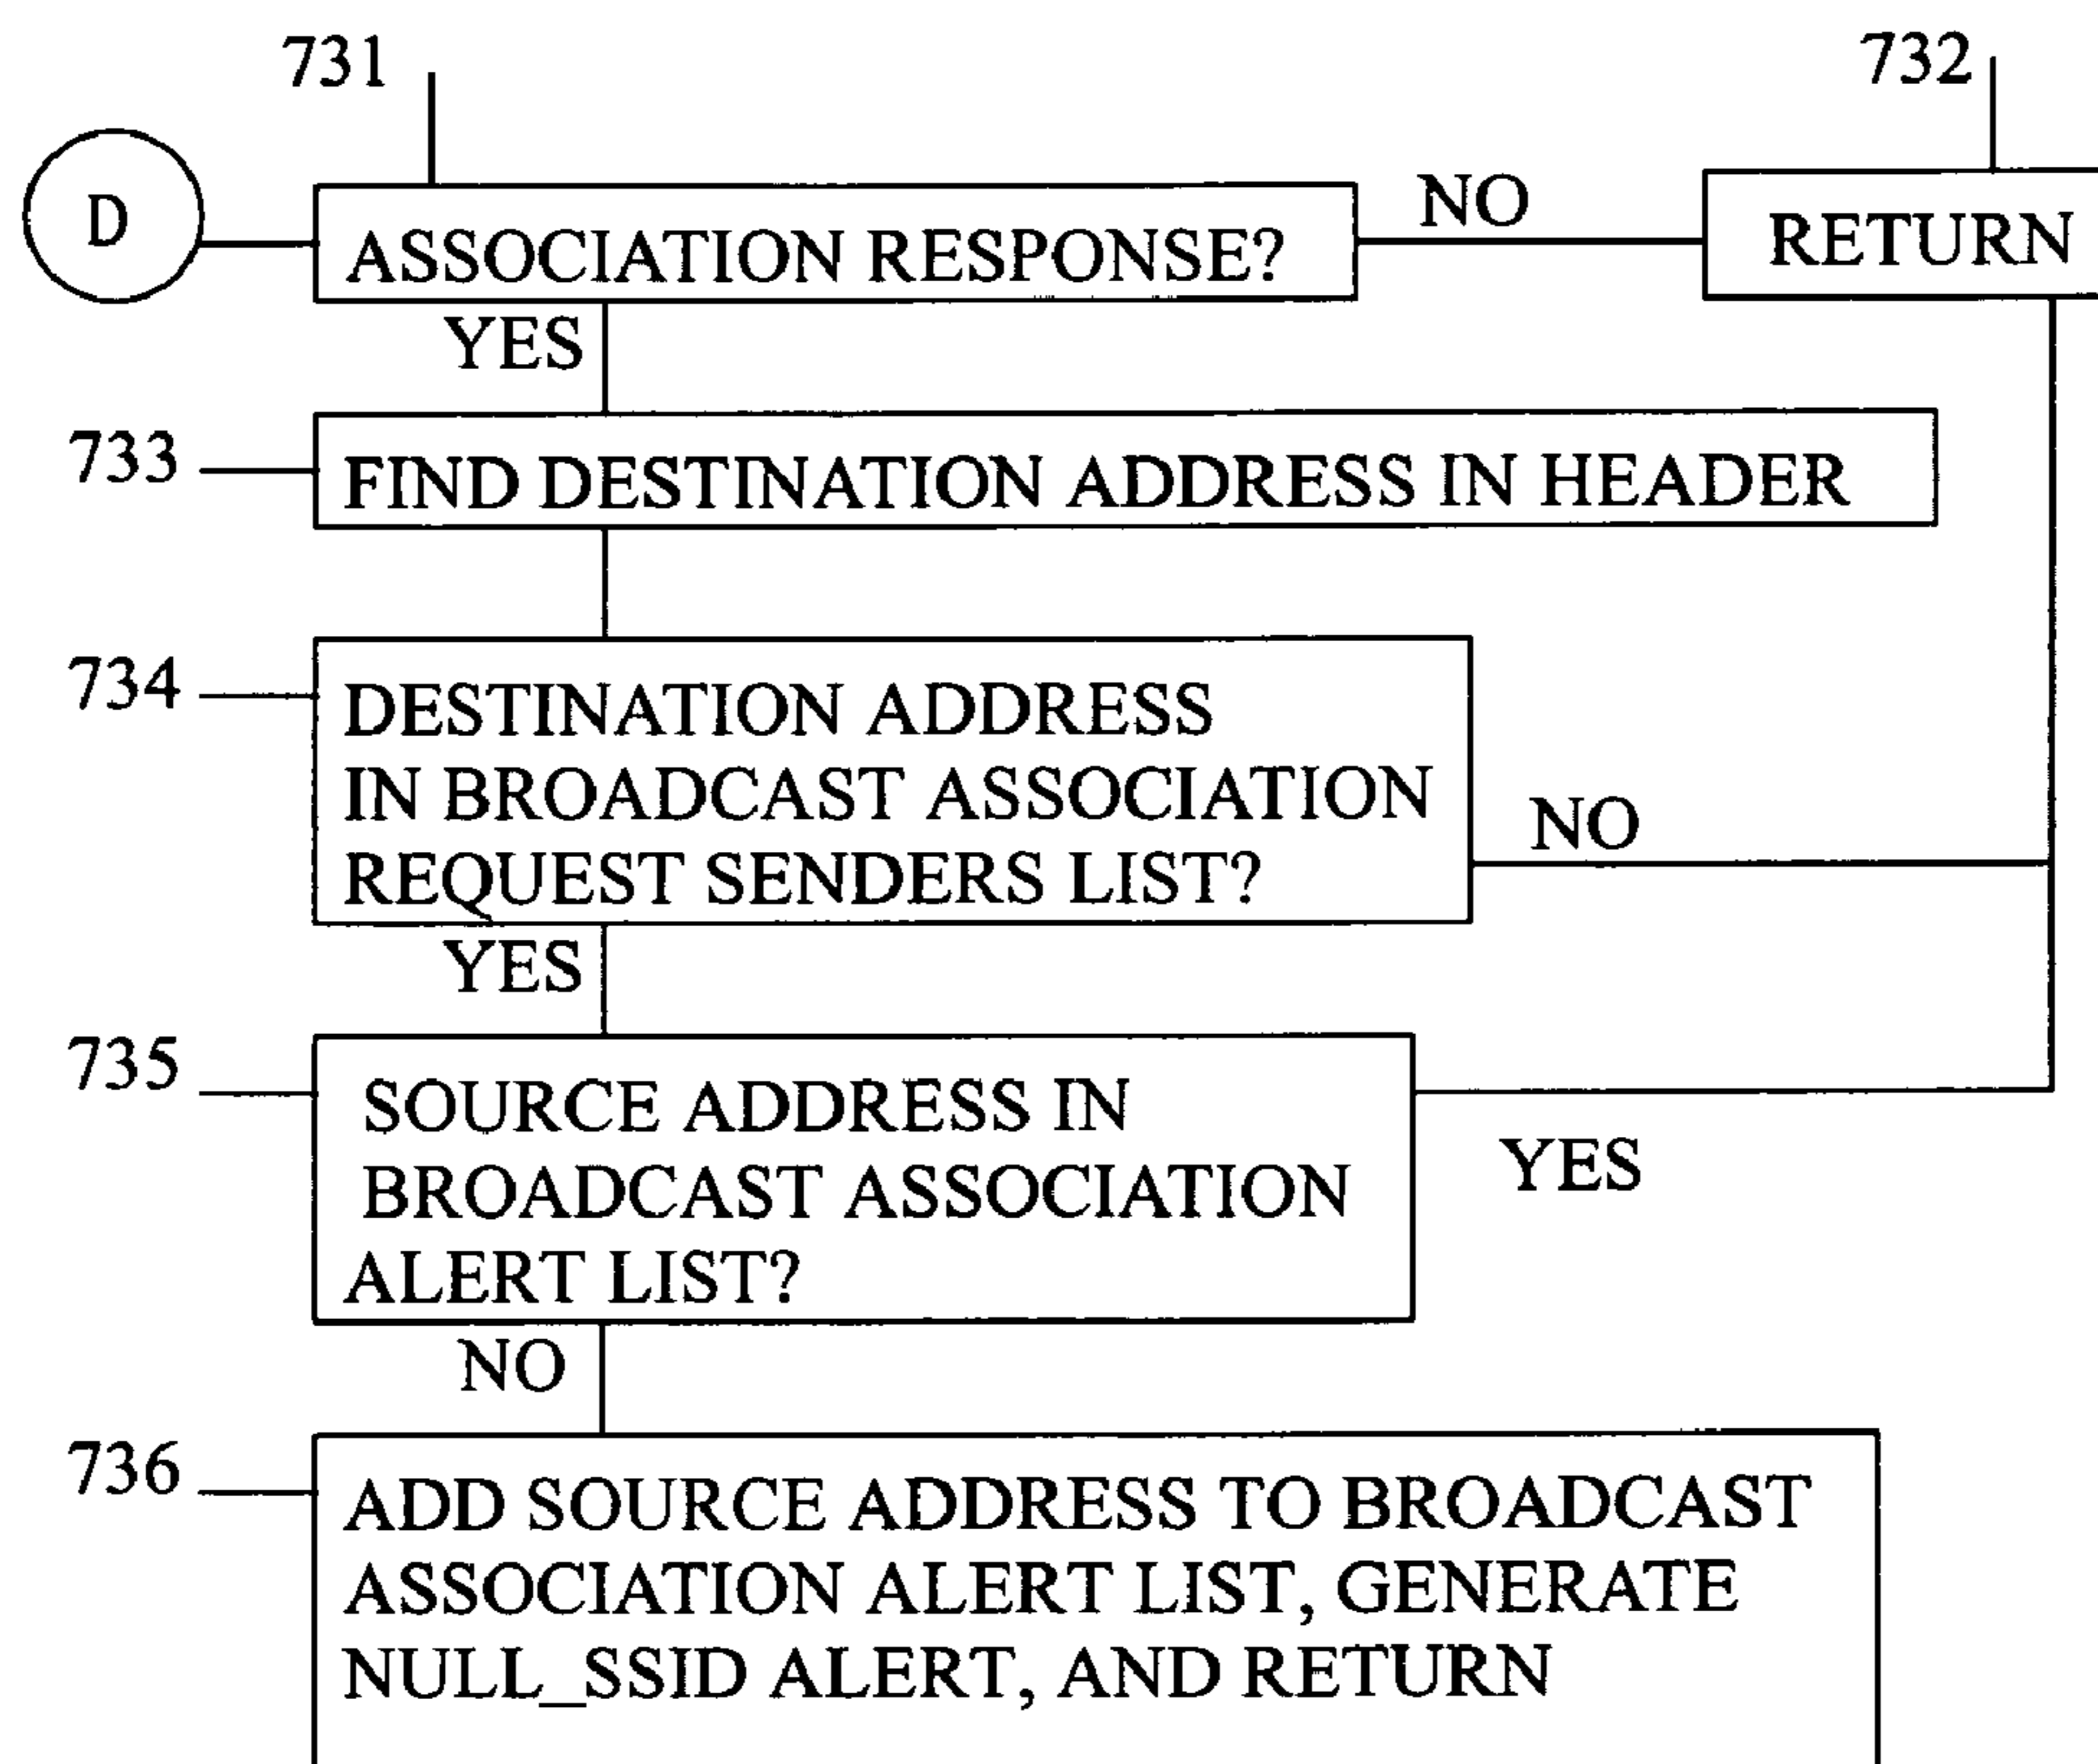 731
732
D
ASSOCIATION RESPONSE?
NO
RETURN
YES
733
FIND DESTINATION ADDRESS IN HEADER
734
DESTINATION ADDRESS
IN BROADCAST ASSOCIATION
REQUEST SENDERS LIST?
NO
YES
735
SOURCE ADDRESS IN
BROADCAST ASSOCIATION
ALERT LIST?
YES
NO
736
ADD SOURCE ADDRESS TO BROADCAST
ASSOCIATION ALERT LIST, GENERATE
NULL_SSID ALERT, AND RETURN